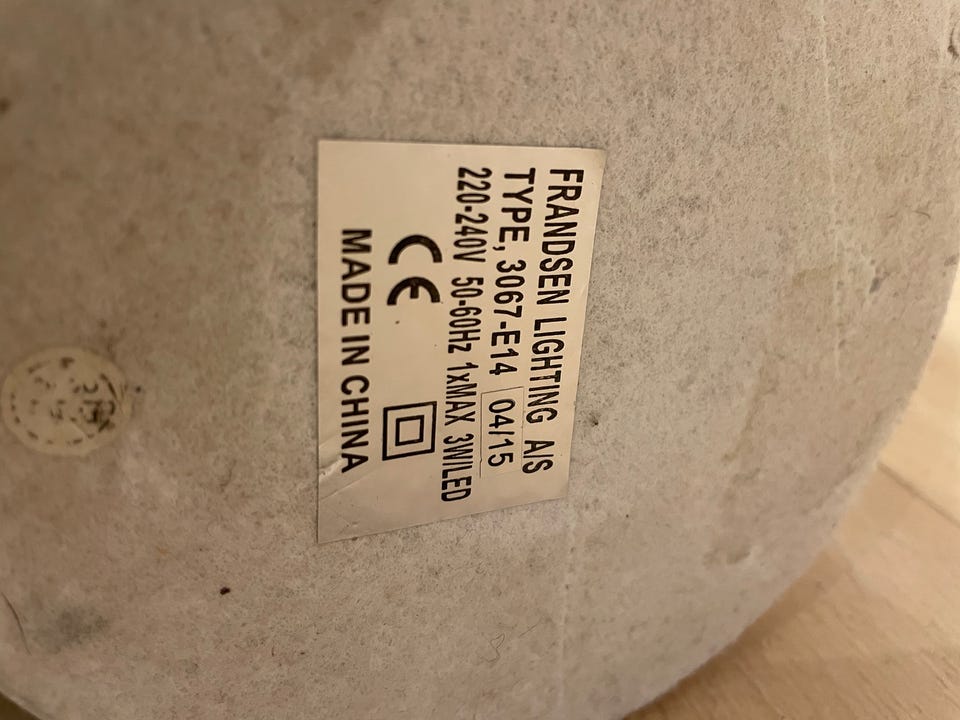 FRANDSEN LIGHTING A/S
TYPE, 3067-E14 04/15
220-240V 50-60Hz 1xMAX 3W/LED
CE
MADE IN CHINA